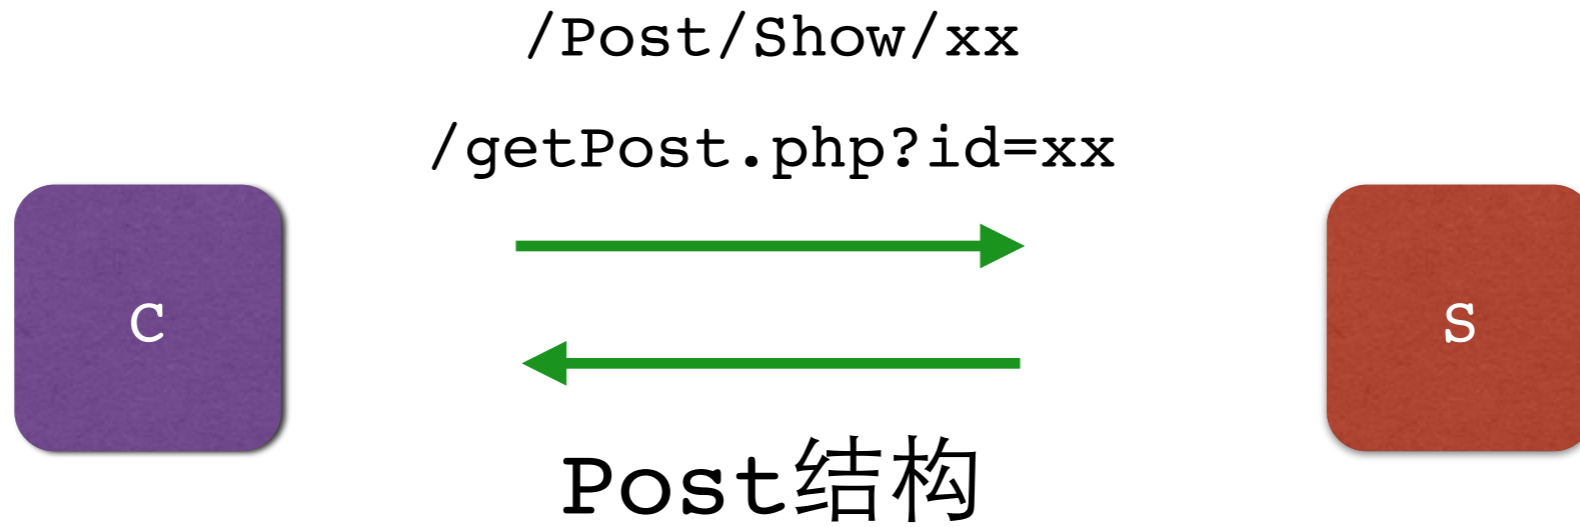 /Post/Show/xx
/getPost.php?id=xx
C
S
Post结构